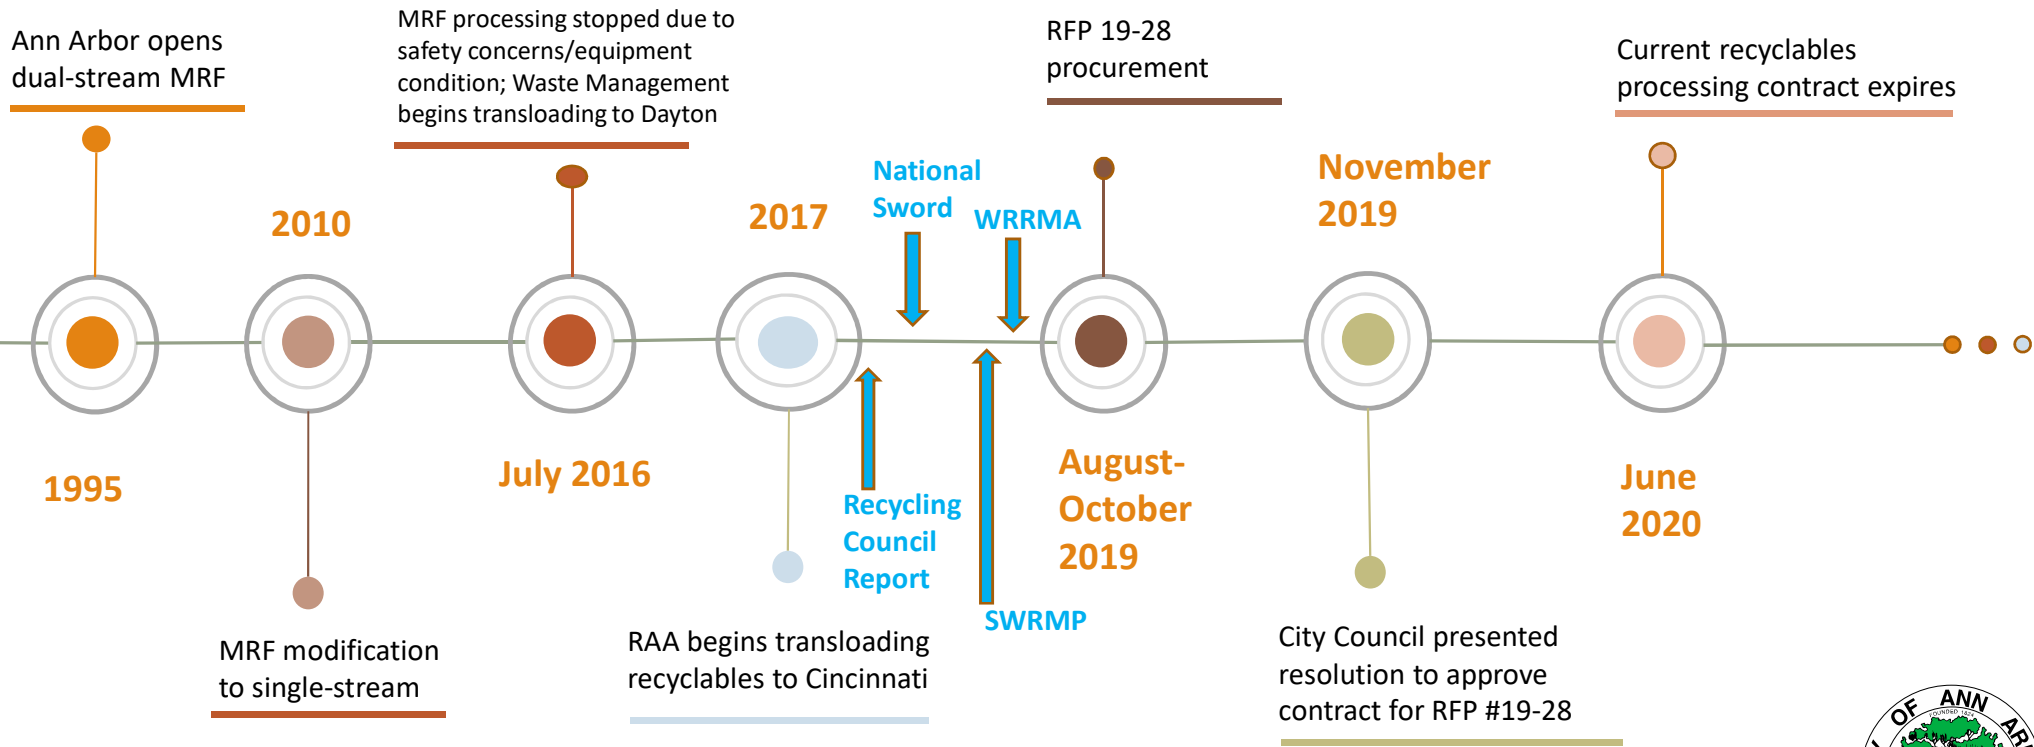 Ann Arbor opens
dual-stream MRF
1995
2010
MRF modification
to single-stream
MRF processing stopped due to
safety concerns/equipment
condition; Waste Management
begins transloading to Dayton
July 2016
2017
RAA begins transloading
recyclables to Cincinnati
Recycling
Council
Report
National
Sword
SWRMP
WRRMA
RFP 19-28
procurement
August-
October
2019
November
2019
City Council presented
resolution to approve
contract for RFP #19-28
Current recyclables
processing contract expires
June
2020
OF ANN AR
FOUNDED 1824